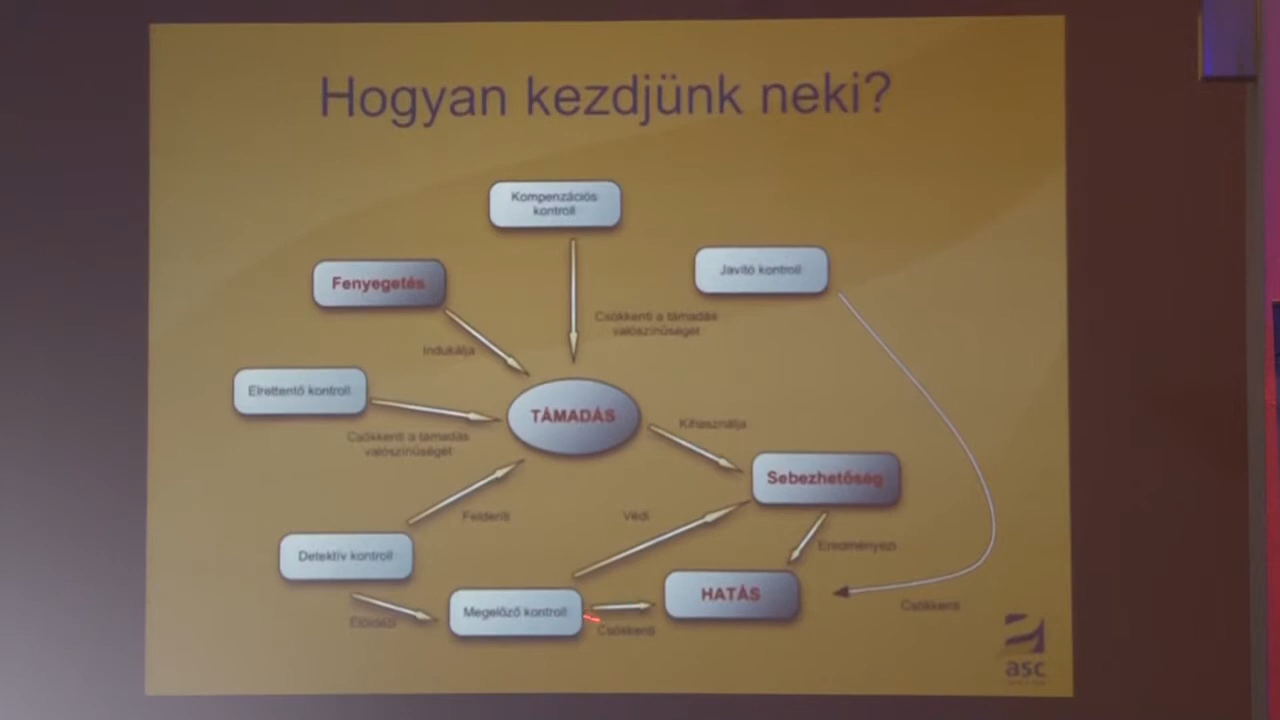 Hogyan kezdjünk neki?
Kompenzációs
kontroll
Javító kontroll
Fenyegetés
Csökkenti a támadás
valószínűségét
Indukálja
Elrettentő kontroll
TÁMADÁS
Kihasználja
Csökkenti a támadás
valószínűségét
Sebezhetőség
Felderíti
Védi
Eredményezi
Detektív kontroll
HATÁS
Megelőző kontroll
Csökkenti
Előidézi
Csökkenti
asc